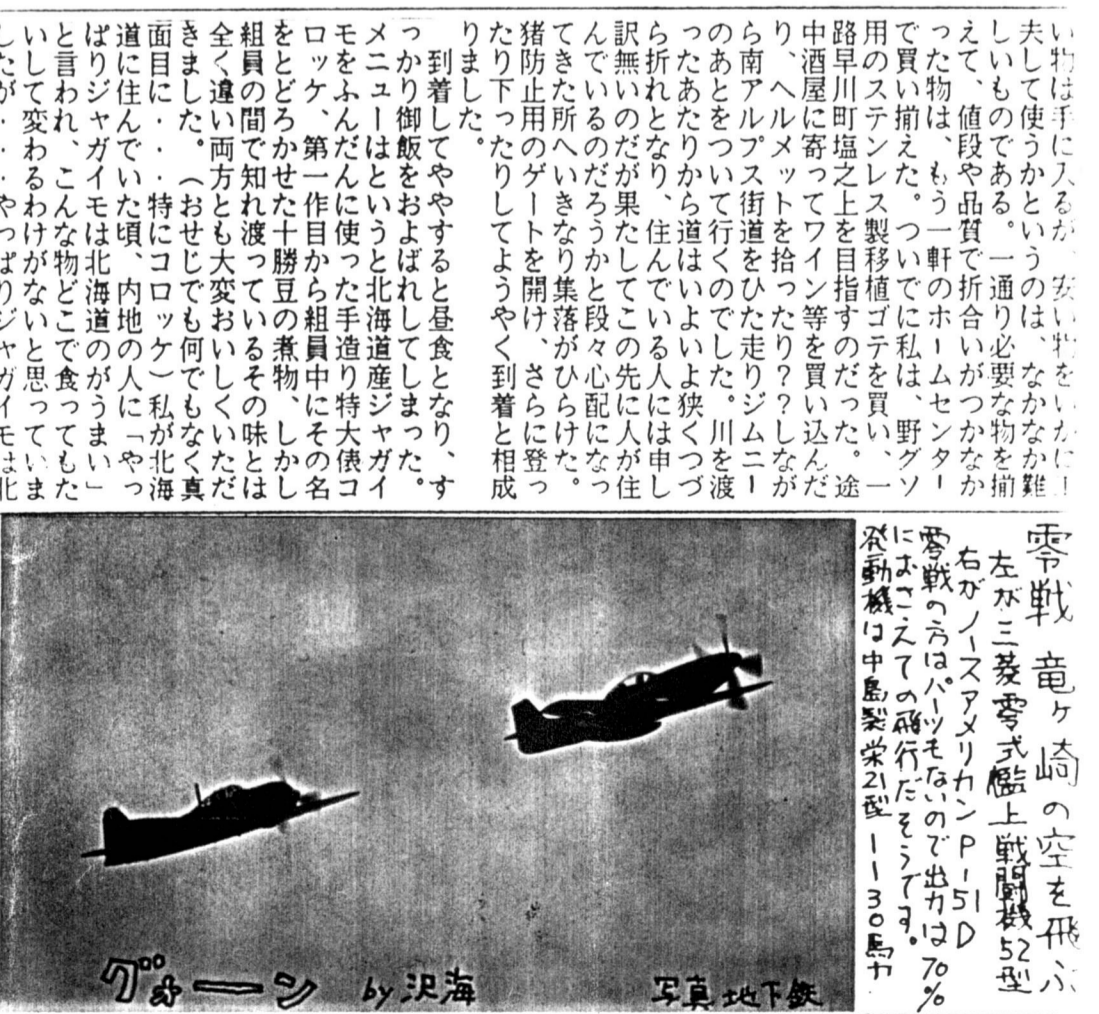 い物は手に入るが、安い物をいかに工
夫して使うかというのは、なかなか難
しいものである。一通り必要な物を揃
えて、値段や品質で折合いがつかなか
った物は、もう一軒のホームセンター
で買い揃えた。ついでに私は、野グソ
用のステンレス製移植ゴテを買い、一
路早川町塩之上を目指すのだった。途
中酒屋に寄ってワイン等を買い込んだ
り、ヘルメットを拾ったり??しなが
ら南アルプス街道をひた走りジムニー
のあとをついて行くのでした。川を渡
ったあたりから道はいよいよ狭くつづ
ら折れとなり、住んでいる人には申し
訳無いのだが果たしてこの先に人が住
んでいるのだろうかと段々心配になっ
てきた所へいきなり集落がひらけた。
猪防止用のゲートを開け、さらに登っ
たり下ったりしてようやく到着と相成
りました。
到着してややすると昼食となり、す
っかり御飯をおよばれしてしまった。
メニューはというと北海道産ジャガイ
モをふんだんに使った手造り特大俵コ
ロッケ、第一作目から組員中にその名
をとどろかせた十勝豆の煮物、しかし
組員の間で知れ渡っているその味とは
全く違い両方とも大変おいしくいただ
きました。(おせじでも何でもなく真
面目に・・・特にコロッケ)私が北海
道に住んでいた頃、内地の人に「やっ
ぱりジャガイモは北海道のがうまい」
と言われ、こんな物どこで食ってもた
いして変わるわけがないと思っていま
したが・・・やっぱりジャガイモは北
零戦 竜ヶ崎の空を飛ぶ
左が三菱零式艦上戦闘機52型
右がノースアメリカンP-51D
零戦の方はパーツもないので出力は70%
におさえての飛行だそうです。
発動機は中島製栄21型 1130馬力
グォーン by 沢海
写真 地下鉄